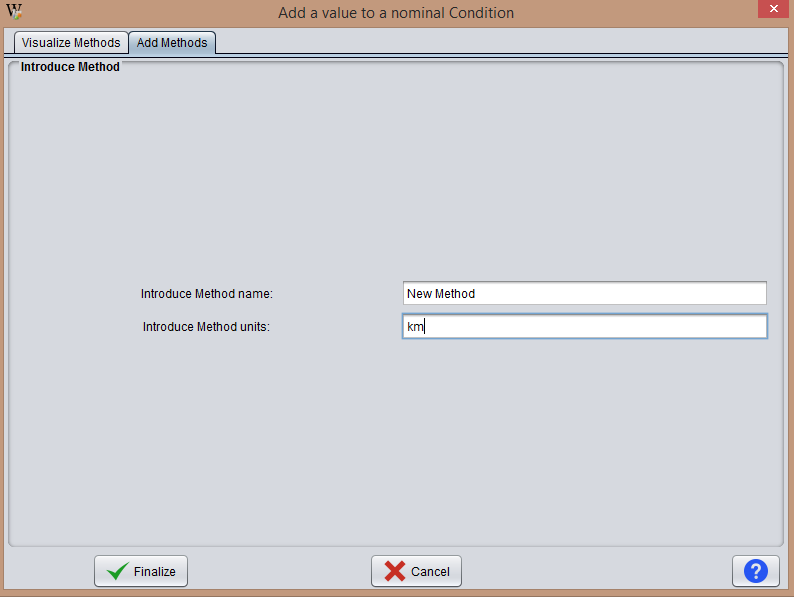 W
Add a value to a nominal Condition
Visualize Methods Add Methods
Introduce Method
Introduce Method name: New Method
Introduce Method units: km
Finalize Cancel ?